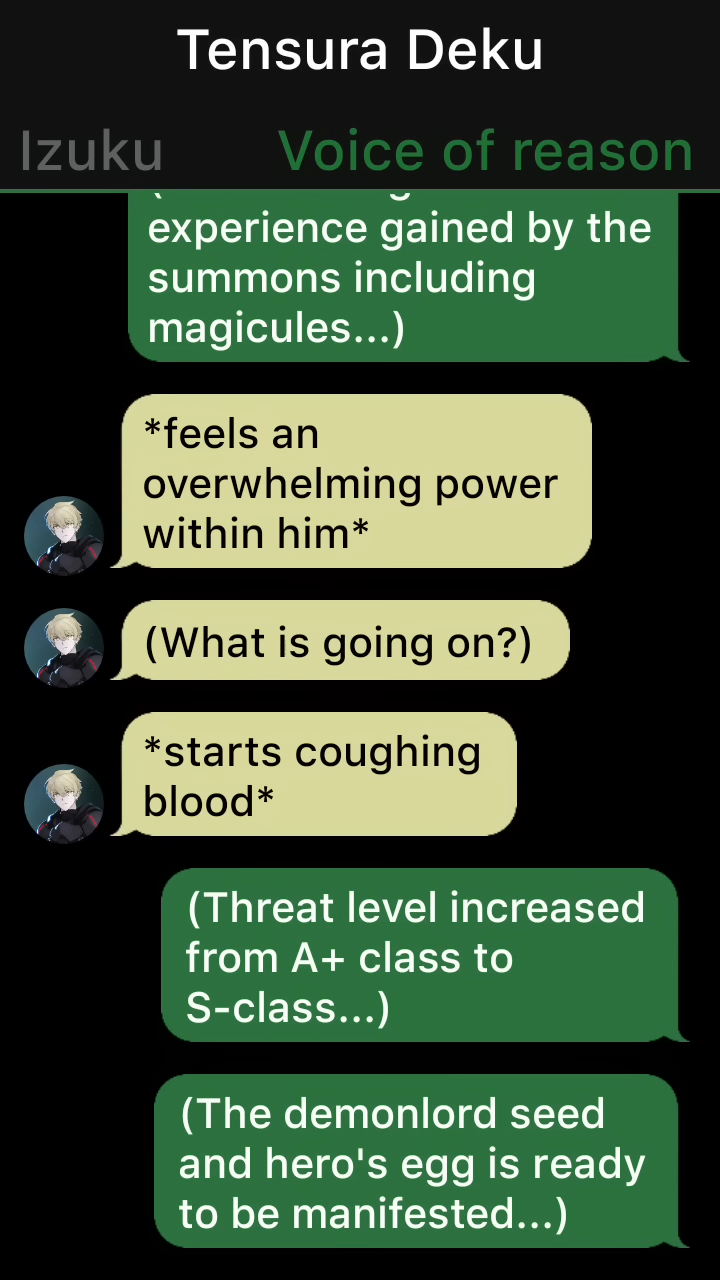 Tensura Deku
Izuku
Voice of reason
experience gained by the
summons including
magicules...)
*feels an
overwhelming power
within him*
(What is going on?)
*starts coughing
blood*
(Threat level increased
from A+ class to
S-class...)
(The demonlord seed
and hero's egg is ready
to be manifested...)